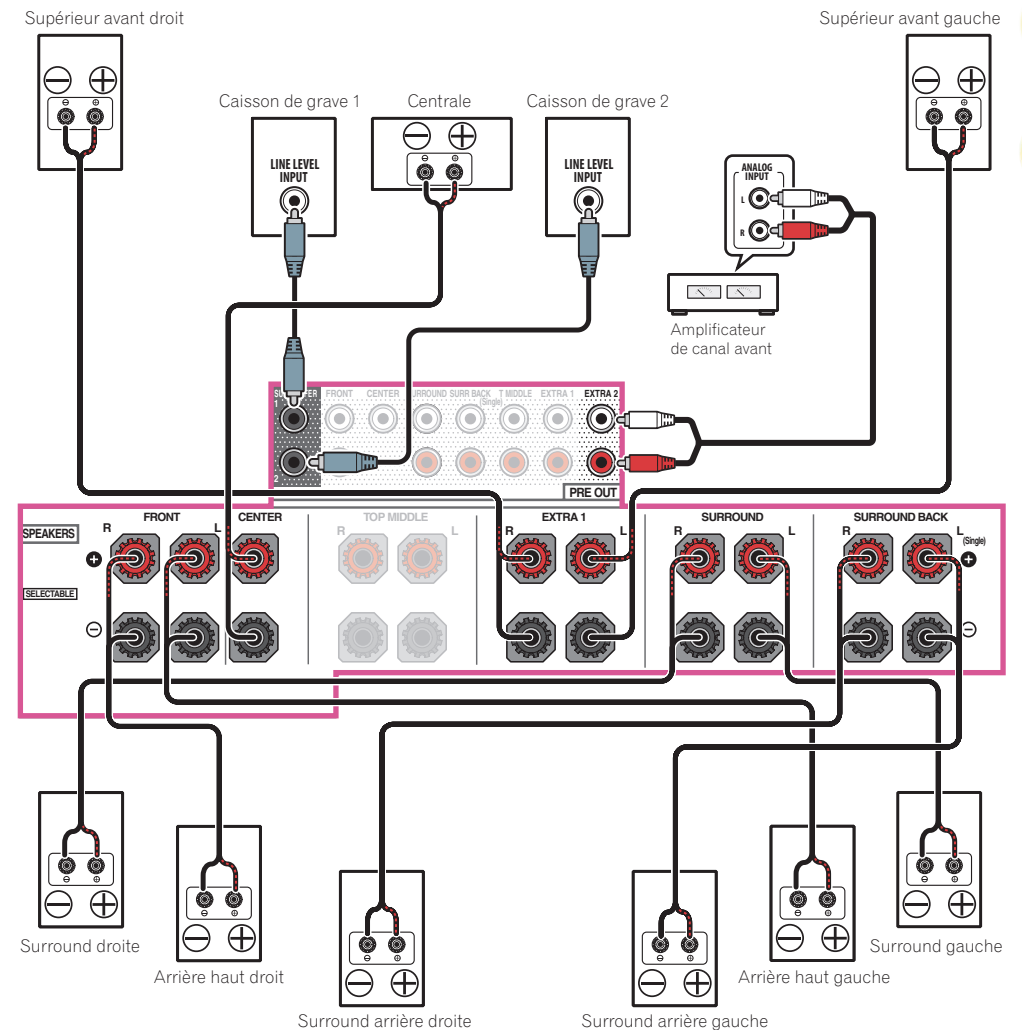 Supérieur avant droit
Supérieur avant gauche
Caisson de grave 1
Centrale
Caisson de grave 2
LINE LEVEL
INPUT
LINE LEVEL
INPUT
ANALOG
INPUT
L
R
Amplificateur
de canal avant
1
FRONT
CENTER
SURROUND
SURR BACK
(Single)
T MIDDLE
EXTRA 1
EXTRA 2
2
PRE OUT
SPEAKERS
SELECTABLE
R
FRONT
L
CENTER
R
TOP MIDDLE
L
R
EXTRA 1
L
R
SURROUND
L
R
SURROUND BACK
L
(Single)
Surround droite
Arrière haut droit
Surround arrière droite
Surround arrière gauche
Arrière haut gauche
Surround gauche